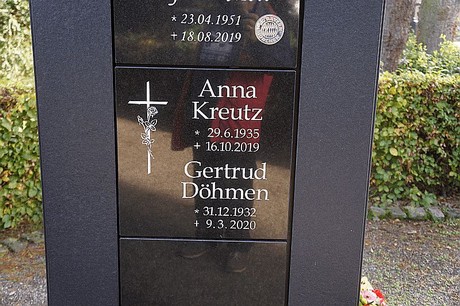 * 23.04.1951
+ 18.08.2019
Anna
Kreutz
* 29.6.1935
+ 16.10.2019
Gertrud
Döhmen
* 31.12.1932
+ 9.3.2020